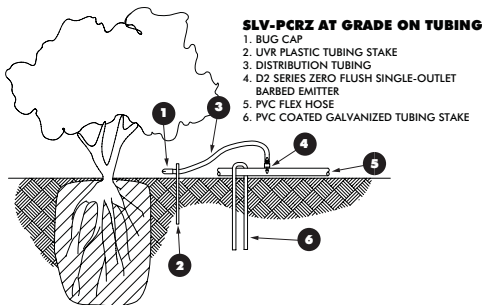 SLV-PCRZ AT GRADE ON TUBING
1. BUG CAP
2. UVR PLASTIC TUBING STAKE
3. DISTRIBUTION TUBING
4. D2 SERIES ZERO FLUSH SINGLE-OUTLET
BARBED EMITTER
5. PVC FLEX HOSE
6. PVC COATED GALVANIZED TUBING STAKE
1
3
4
5
2
6